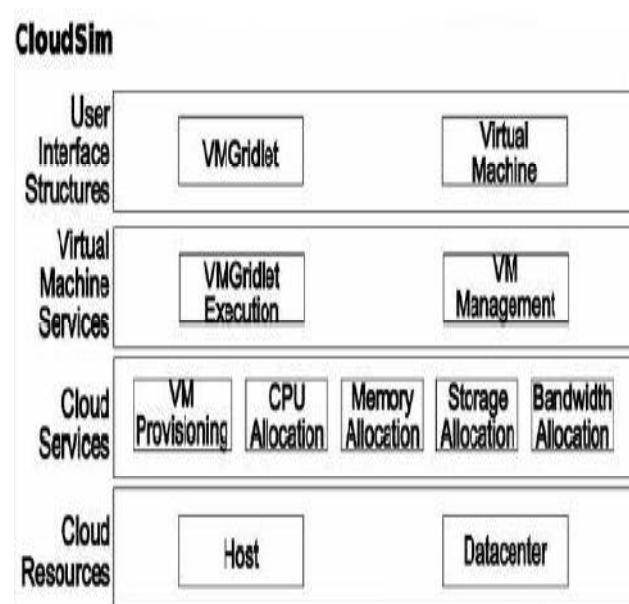 CloudSim
User
Interface
Structures
VMGridlet
Virtual
Machine
Virtual
Machine
Services
VMGridlet
Execution
VM
Management
Cloud
Services
VM
Provisioning
CPU
Allocation
Memory
Allocation
Storage
Allocation
Bandwidth
Allocation
Cloud
Resources
Host
Datacenter